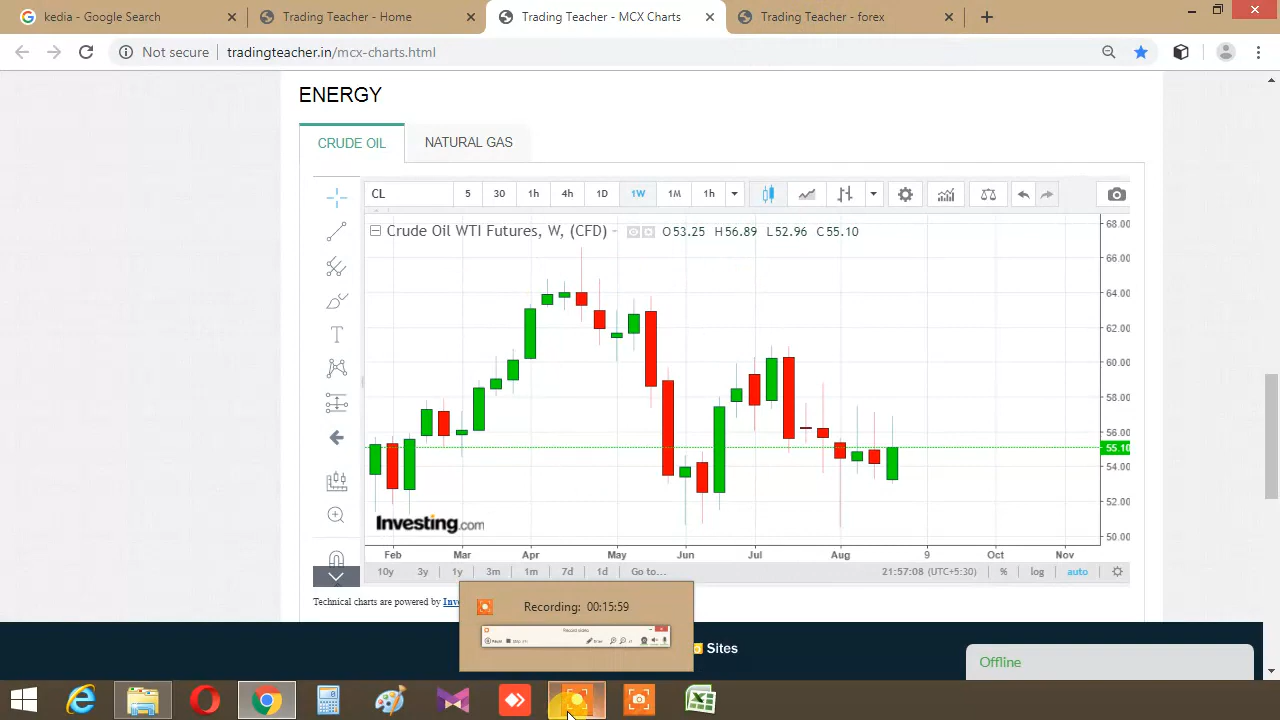 kedia - Google Search
Trading Teacher - Home
Trading Teacher - MCX Charts
Trading Teacher - forex
Not secure
tradingteacher.in/mcx-charts.html
ENERGY
CRUDE OIL
NATURAL GAS
CL 5 30 1h 4h 1D 1W 1M 1h
Crude Oil WTI Futures, W, (CFD) O53.25 H56.89 L52.96 C55.10
68.00
66.00
64.00
62.00
60.00
58.00
56.00
55.10
54.00
52.00
50.00
Investing.com
Feb Mar Apr May Jun Jul Aug 9 Oct Nov
10y 3y 1y 3m 1m 7d 1d Go to... 21:57:08 (UTC+5:30) % log auto
Technical charts are powered by Inve
Recording: 00:15:59
Sites
Offline